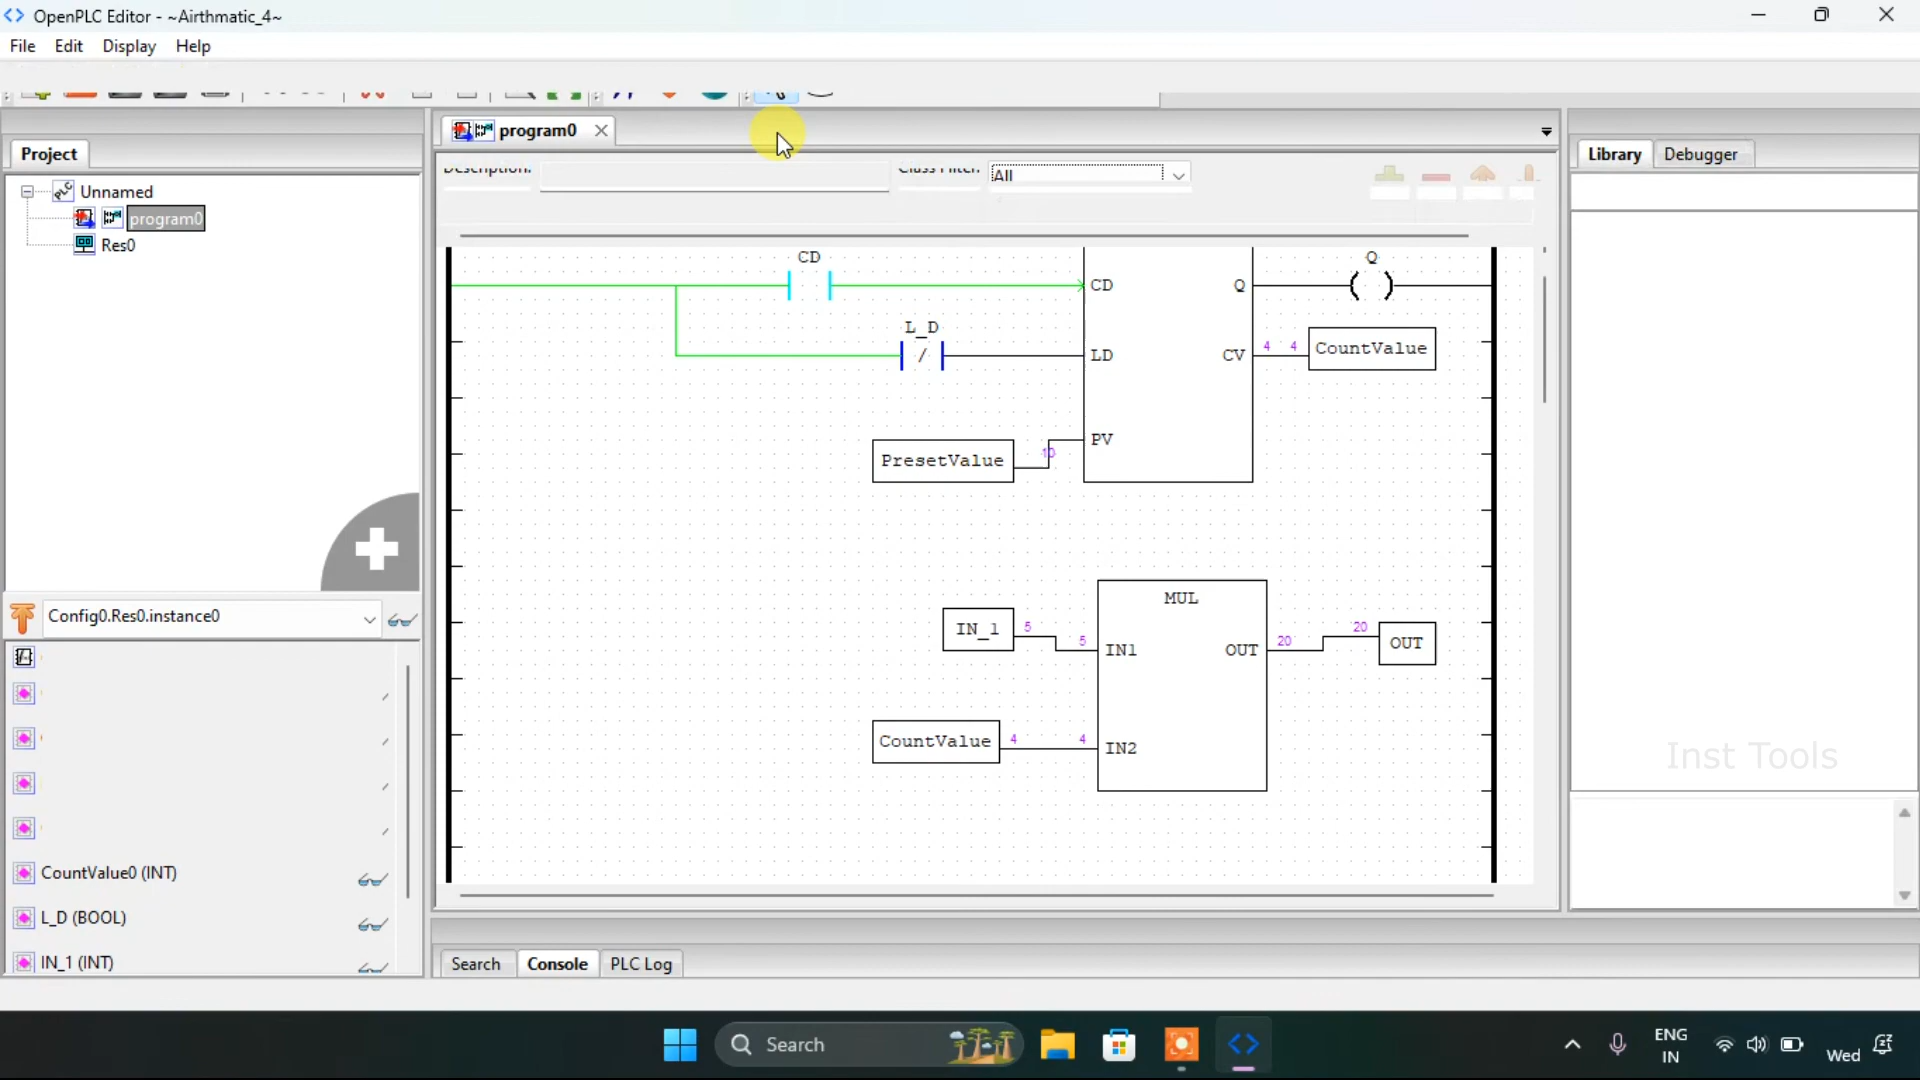 OpenPLC Editor - ~Airthmatic_4~
File Edit Display Help
program0
Project
Library Debugger
Description: Class Filter: All
Unnamed
program0
Res0
CD
Q
CD Q
L_D
LD CV 4 4 CountValue
PV
PresetValue 10
Config0.Res0.instance0
MUL
IN_1 5 5 IN1 OUT 20 20 OUT
CountValue 4 4 IN2
Inst Tools
CountValue0 (INT)
L_D (BOOL)
IN_1 (INT)
Search Console PLC Log
Search
ENG
IN
Wed